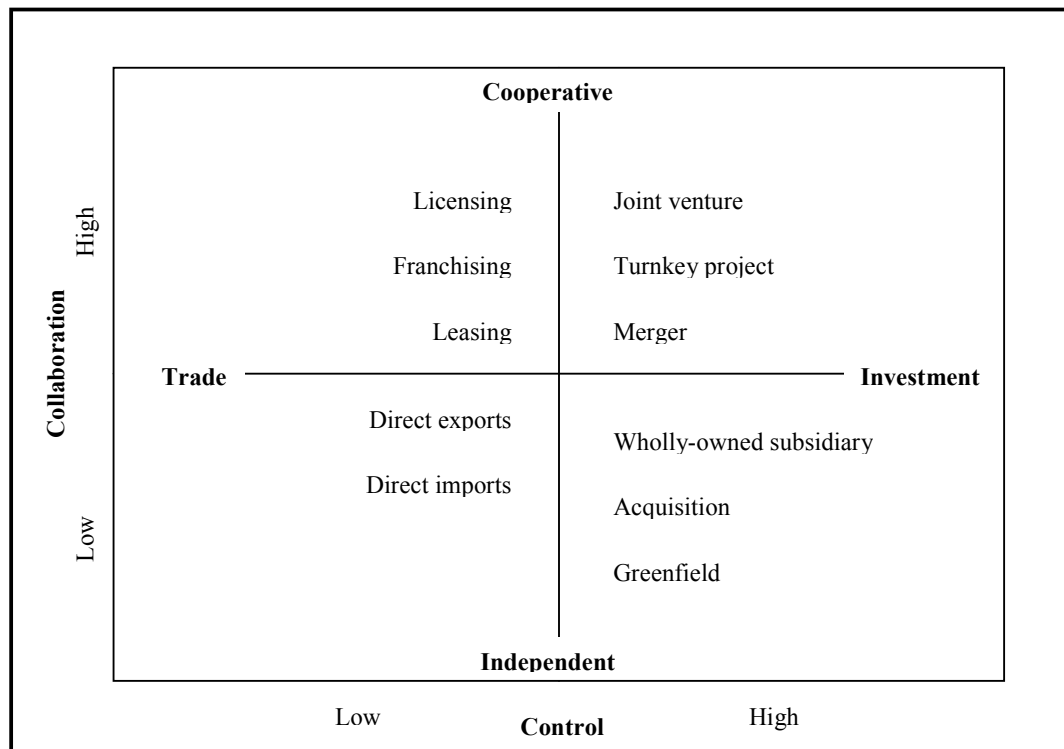 Cooperative
Licensing
Joint venture
High
Franchising
Turnkey project
Leasing
Merger
Collaboration
Trade
Investment
Direct exports
Wholly-owned subsidiary
Direct imports
Acquisition
Low
Greenfield
Independent
Low
Control
High